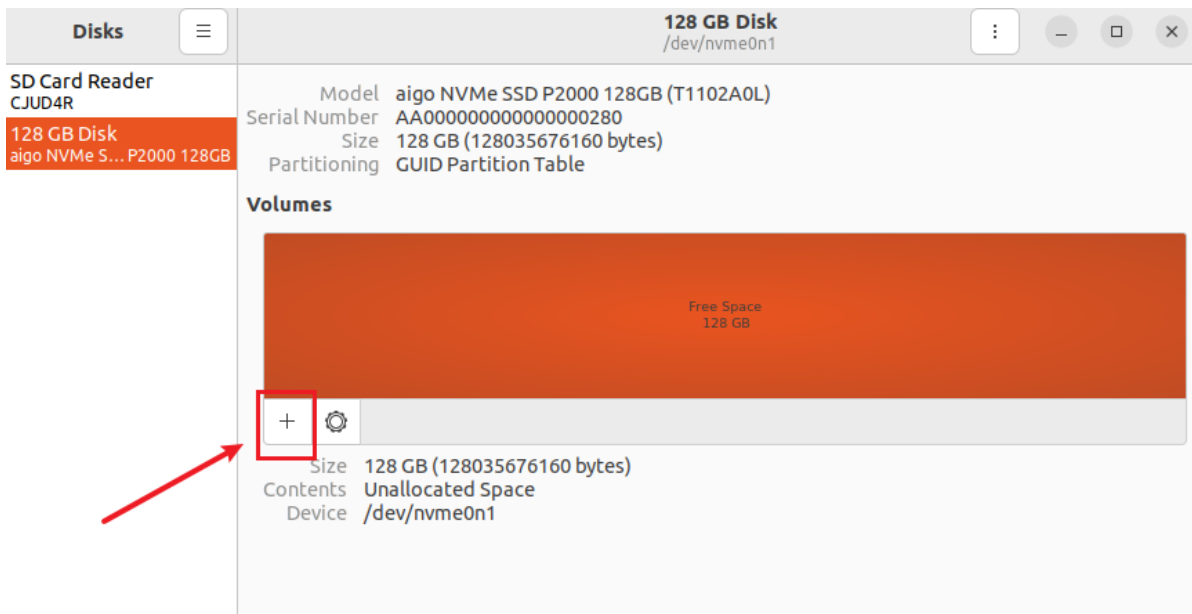 Disks
128 GB Disk
/dev/nvme0n1
SD Card Reader
CJUD4R
128 GB Disk
aigo NVMe S... P2000 128GB
Model aigo NVMe SSD P2000 128GB (T1102A0L)
Serial Number AA000000000000000280
Size 128 GB (128035676160 bytes)
Partitioning GUID Partition Table
Volumes
Free Space
128 GB
Size 128 GB (128035676160 bytes)
Contents Unallocated Space
Device /dev/nvme0n1